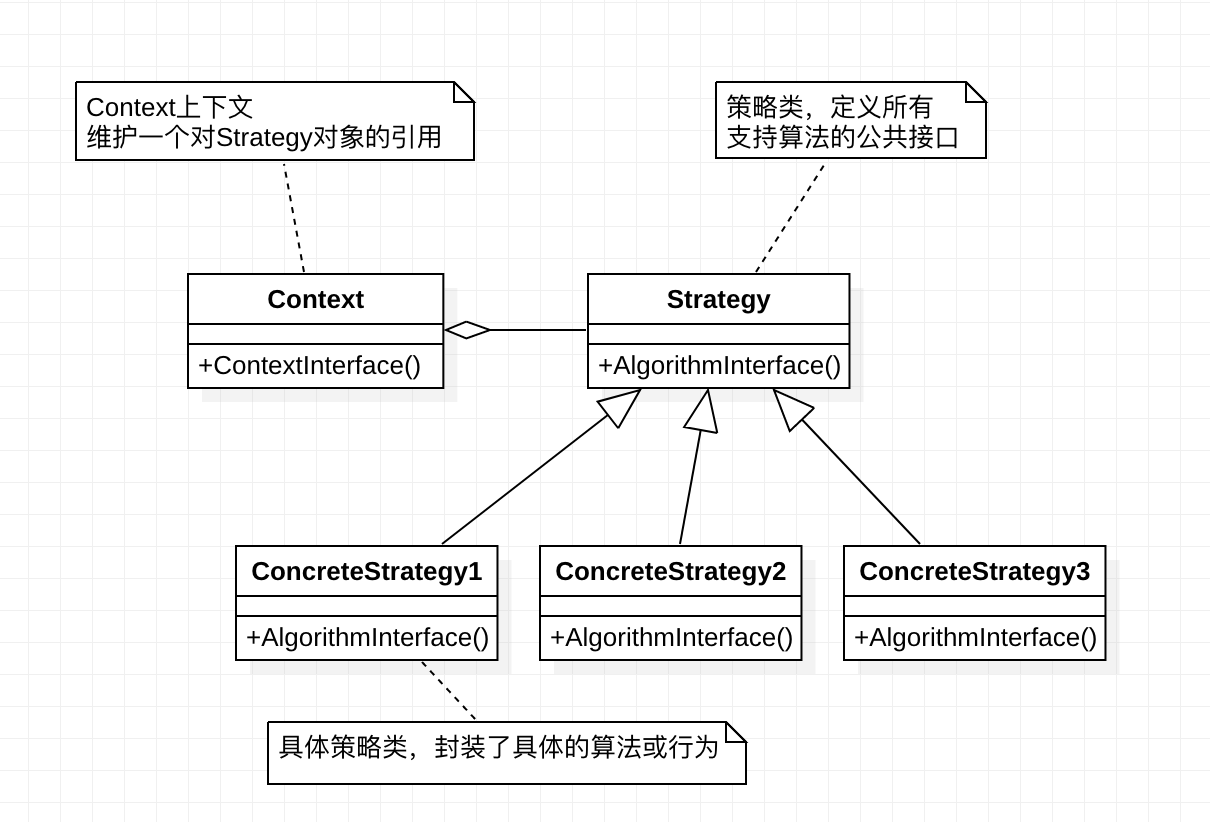 Context上下文
维护一个对Strategy对象的引用
策略类，定义所有
支持算法的公共接口
Context
+ContextInterface()
Strategy
+AlgorithmInterface()
ConcreteStrategy1
+AlgorithmInterface()
ConcreteStrategy2
+AlgorithmInterface()
ConcreteStrategy3
+AlgorithmInterface()
具体策略类，封装了具体的算法或行为